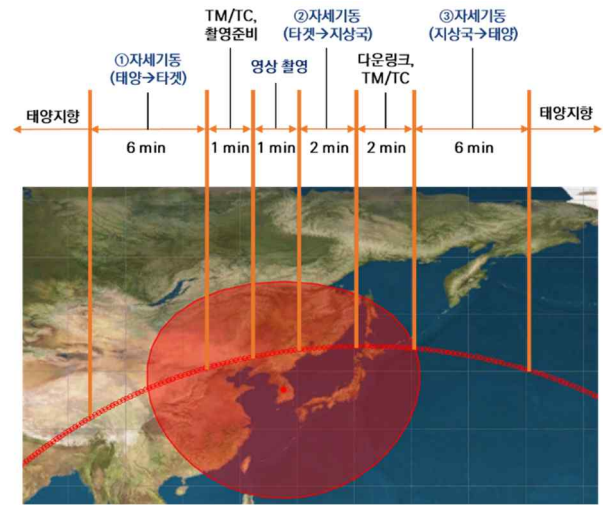 TM/TC,
촬영준비
②자세기동
(타겟→지상국)
③자세기동
(지상국→태양)
①자세기동
(태양→타겟)
영상 촬영
다운링크,
TM/TC
태양지향
태양지향
6 min
1 min
1 min
2 min
2 min
6 min